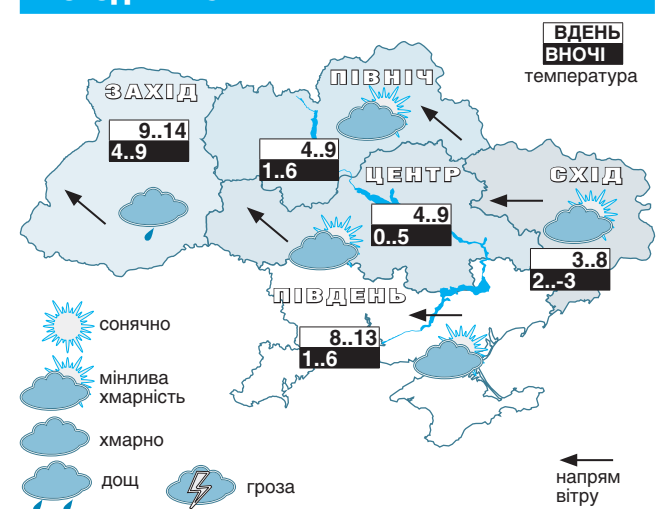 ВДЕНЬ
ВНОЧІ
температура
ПІВНІЧ
ЗАХІД
9..14
4..9
4..9
1..6
ЦЕНТР
СХІД
4..9
0..5
3..8
2..-3
ПІВДЕНЬ
8..13
1..6
сонячно
мінлива
хмарність
хмарно
дощ
гроза
напрям
вітру